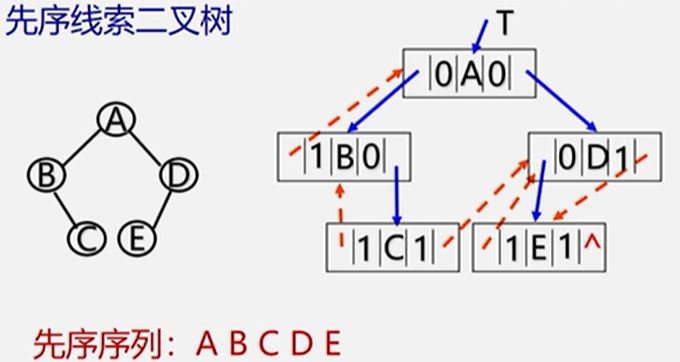 先序线索二叉树
T
0 A 0
A
1 B 0
0 D 1
B
D
C
E
1 C 1
1 E 1 ^
先序序列：A B C D E